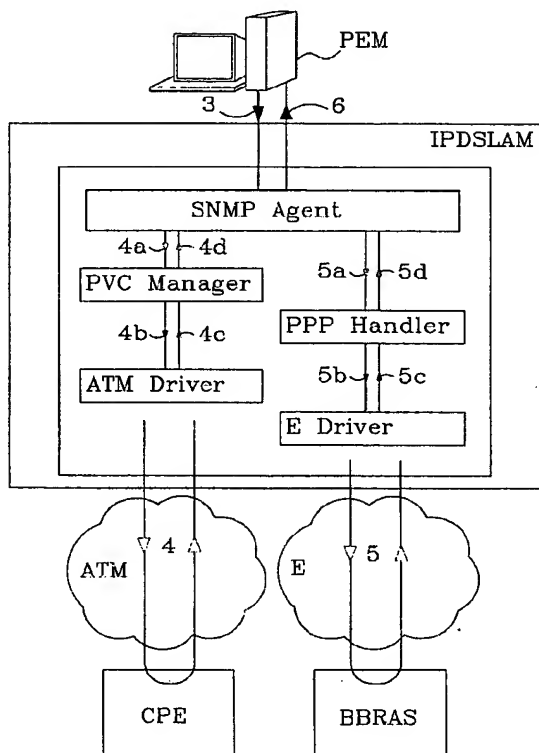 PEM
3 6
IPDSLAM
SNMP Agent
4a 4d
5a 5d
PVC Manager
PPP Handler
4b 4c
5b 5c
ATM Driver
E Driver
ATM 4
E 5
CPE
BBRAS